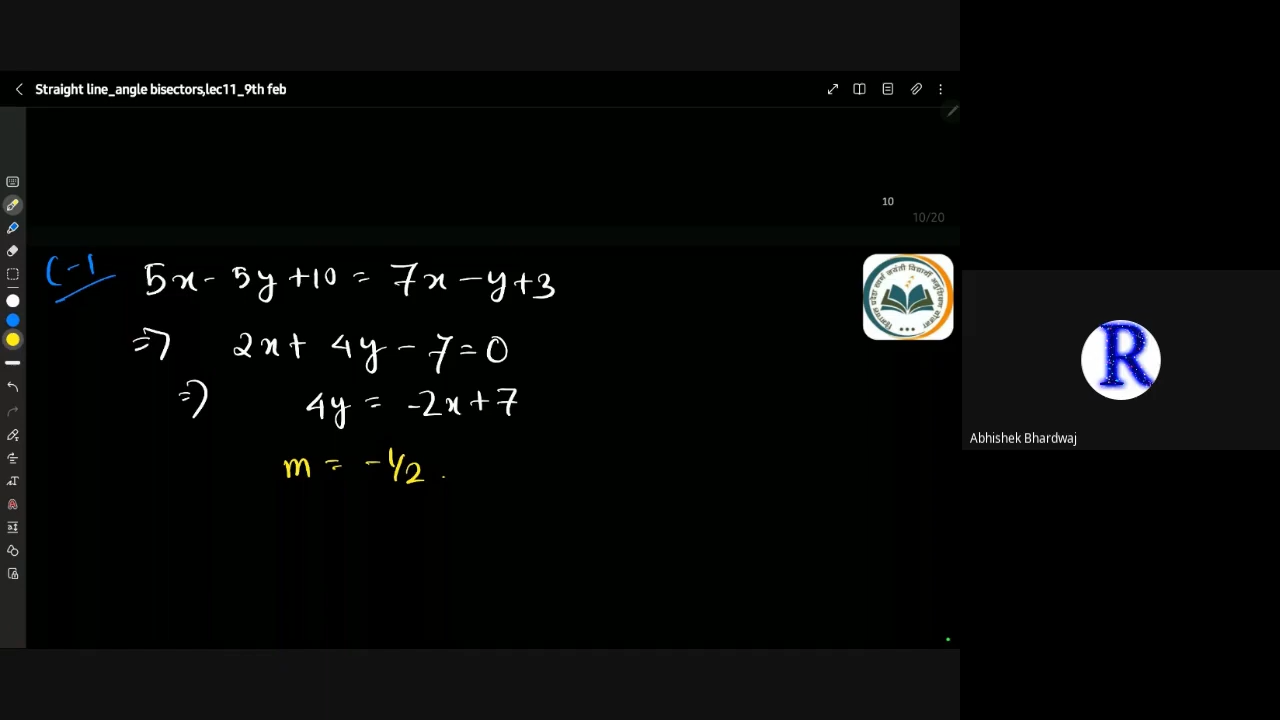 Straight line_angle bisectors,lec11_9th feb
10
10/20
C-1
5x - 5y + 10 = 7x - y + 3
=> 2x + 4y - 7 = 0
=> 4y = -2x + 7
m = -1/2 .
R
Abhishek Bhardwaj